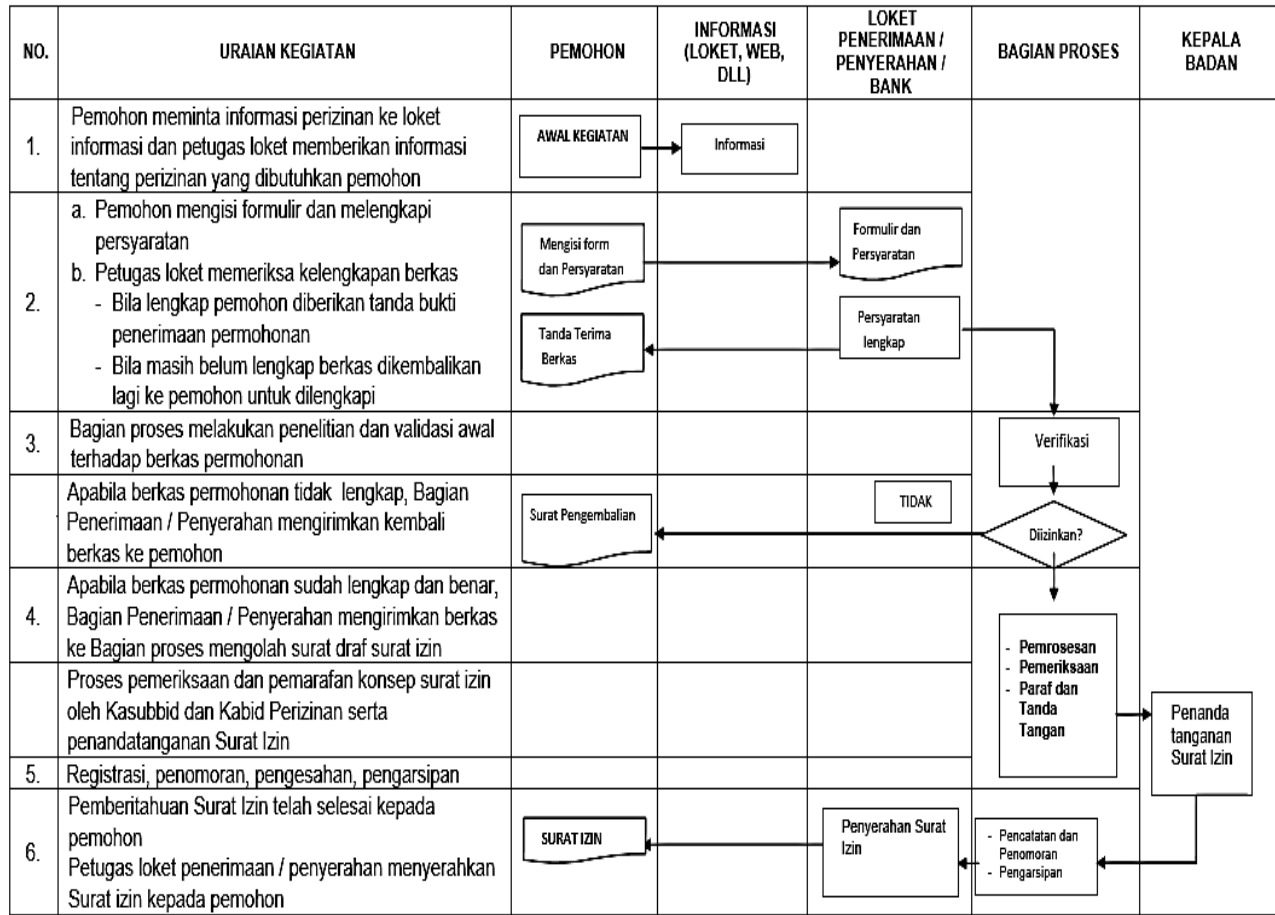 NO.
URAIAN KEGIATAN
PEMOHON
INFORMASI
(LOKET, WEB,
DLL)
LOKET
PENERIMAAN /
PENYERAHAN /
BANK
BAGIAN PROSES
KEPALA
BADAN
1.
Pemohon meminta informasi perizinan ke loket
informasi dan petugas loket memberikan informasi
tentang perizinan yang dibutuhkan pemohon
AWAL KEGIATAN
Informasi
2.
a. Pemohon mengisi formulir dan melengkapi
persyaratan
b. Petugas loket memeriksa kelengkapan berkas
- Bila lengkap pemohon diberikan tanda bukti
penerimaan permohonan
- Bila masih belum lengkap berkas dikembalikan
lagi ke pemohon untuk dilengkapi
Mengisi form
dan Persyaratan
Formulir dan
Persyaratan
Tanda Terima
Berkas
Persyaratan
lengkap
3.
Bagian proses melakukan penelitian dan validasi awal
terhadap berkas permohonan
Verifikasi
Apabila berkas permohonan tidak lengkap, Bagian
Penerimaan / Penyerahan mengirimkan kembali
berkas ke pemohon
Surat Pengembalian
TIDAK
Diizinkan?
4.
Apabila berkas permohonan sudah lengkap dan benar,
Bagian Penerimaan / Penyerahan mengirimkan berkas
ke Bagian proses mengolah surat draf surat izin
- Pemrosesan
- Pemeriksaan
- Paraf dan
Tanda
Tangan
Proses pemeriksaan dan pemarafan konsep surat izin
oleh Kasubbid dan Kabid Perizinan serta
penandatanganan Surat Izin
Penanda
tanganan
Surat Izin
5.
Registrasi, penomoran, pengesahan, pengarsipan
6.
Pemberitahuan Surat Izin telah selesai kepada
pemohon
Petugas loket penerimaan / penyerahan menyerahkan
Surat izin kepada pemohon
SURAT IZIN
Penyerahan Surat
Izin
- Pencatatan dan
Penomoran
- Pengarsipan